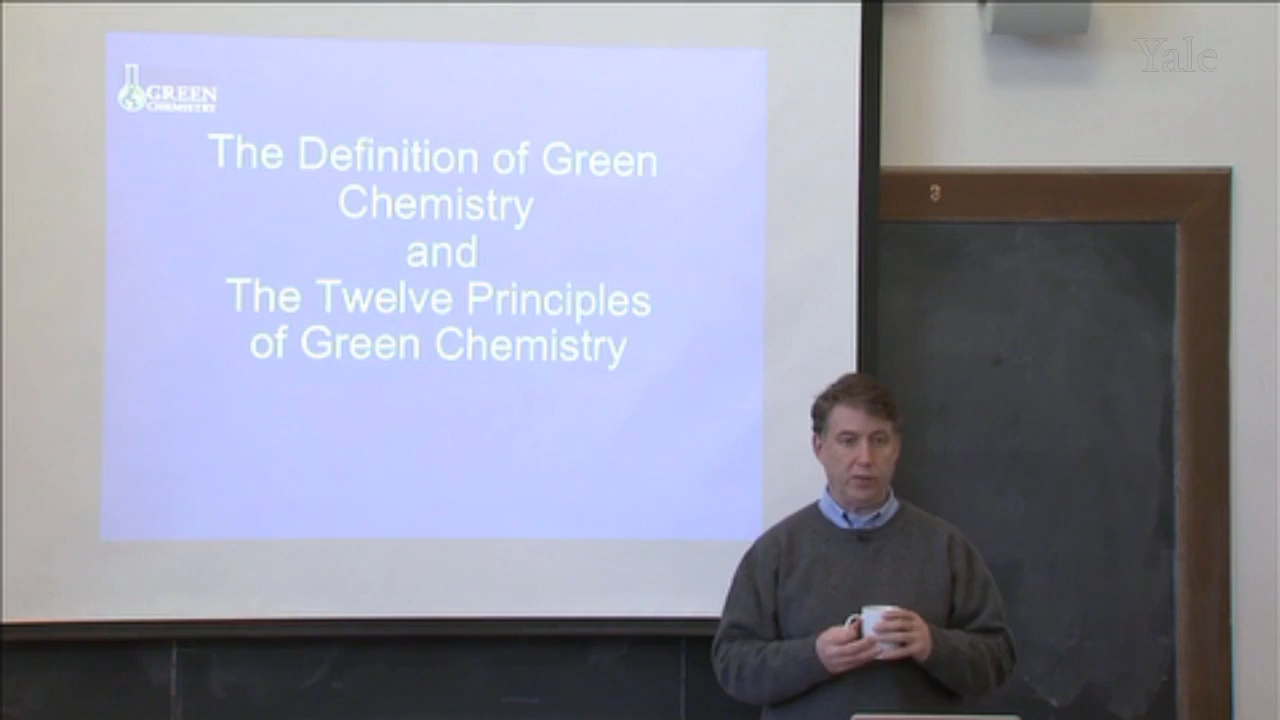 Yale
GREEN
CHEMISTRY
The Definition of Green
Chemistry
and
The Twelve Principles
of Green Chemistry
3